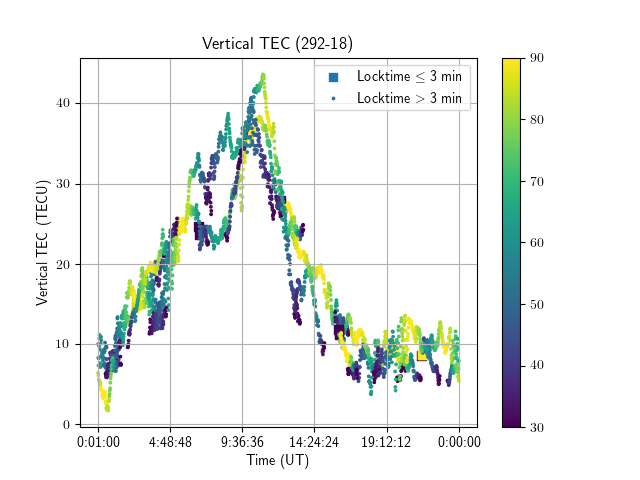 Vertical TEC (292-18)
Locktime ≤ 3 min
Locktime > 3 min
Vertical TEC (TECU)
40
30
20
10
0
0:01:00 4:48:48 9:36:36 14:24:24 19:12:12 0:00:00
Time (UT)
90
80
70
60
50
40
30